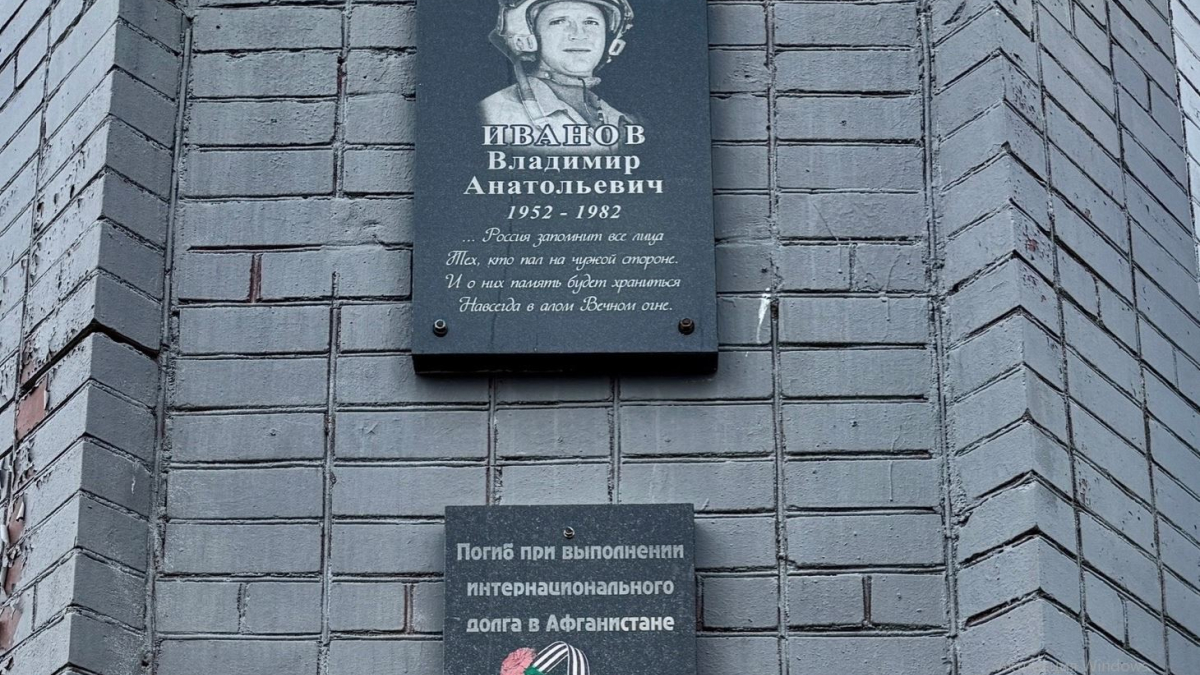 ИВАНОВ
Владимир
Анатольевич
1952 - 1982
... Россия запомнит все лица
Тех, кто пал на чужой стороне.
И о них память будет храниться
Навсегда в алом Вечном огне.
Погиб при выполнении
интернационального
долга в Афганистане
Windows